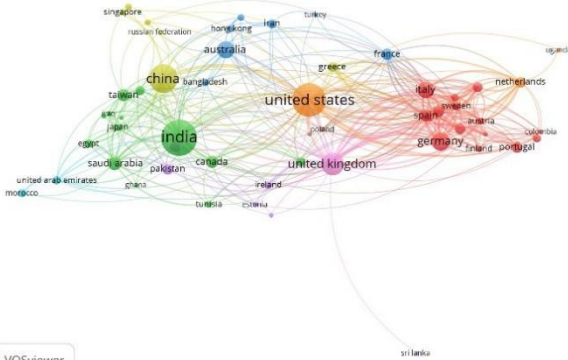 singapore
turkey
hong kong
iran
russian federation
australia
france
uganda
greece
china
bangladesh
netherlands
italy
taiwan
united states
sweden
spain
austria
japan
poland
colombia
india
egypt
germany
finland
portugal
saudi arabia
canada
united kingdom
pakistan
united arab emirates
ghana
ireland
morocco
tunisia
estonia
sri lanka
VOSviewer